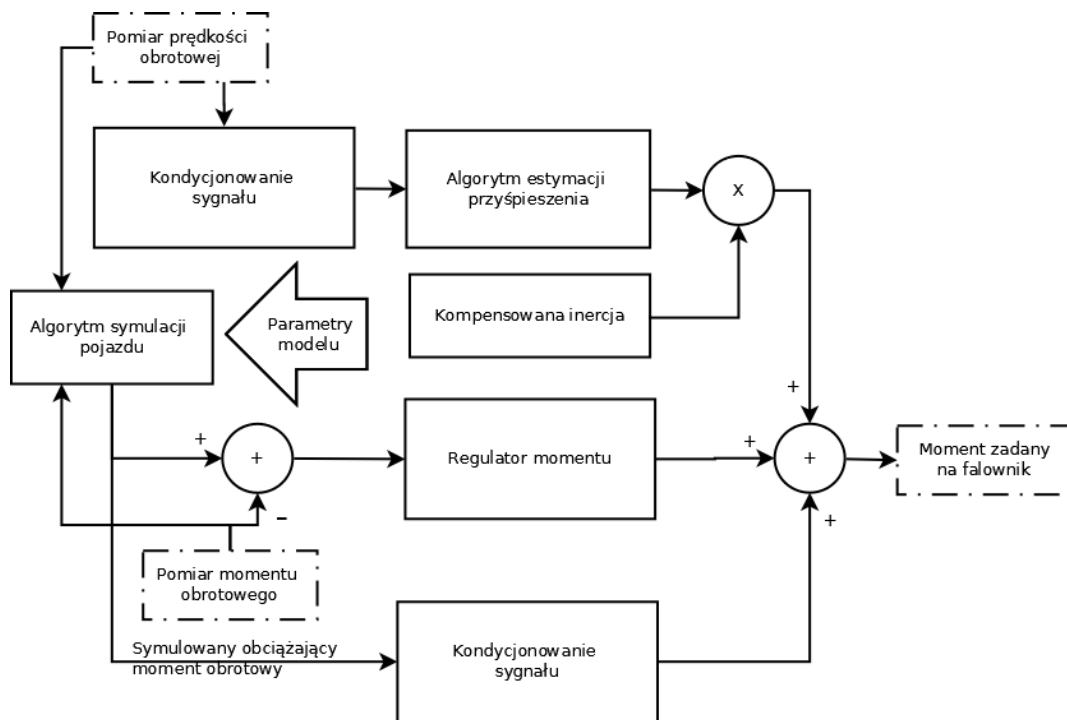 Pomiar prędkości
obrotowej
Kondycjonowanie
sygnału
Algorytm estymacji
przyśpieszenia
x
Kompensowana inercja
Algorytm symulacji
pojazdu
Parametry
modelu
+
+
+
Regulator momentu
+
+
Moment zadany
na falownik
−
+
Pomiar momentu
obrotowego
Symulowany obciążający
moment obrotowy
Kondycjonowanie
sygnału